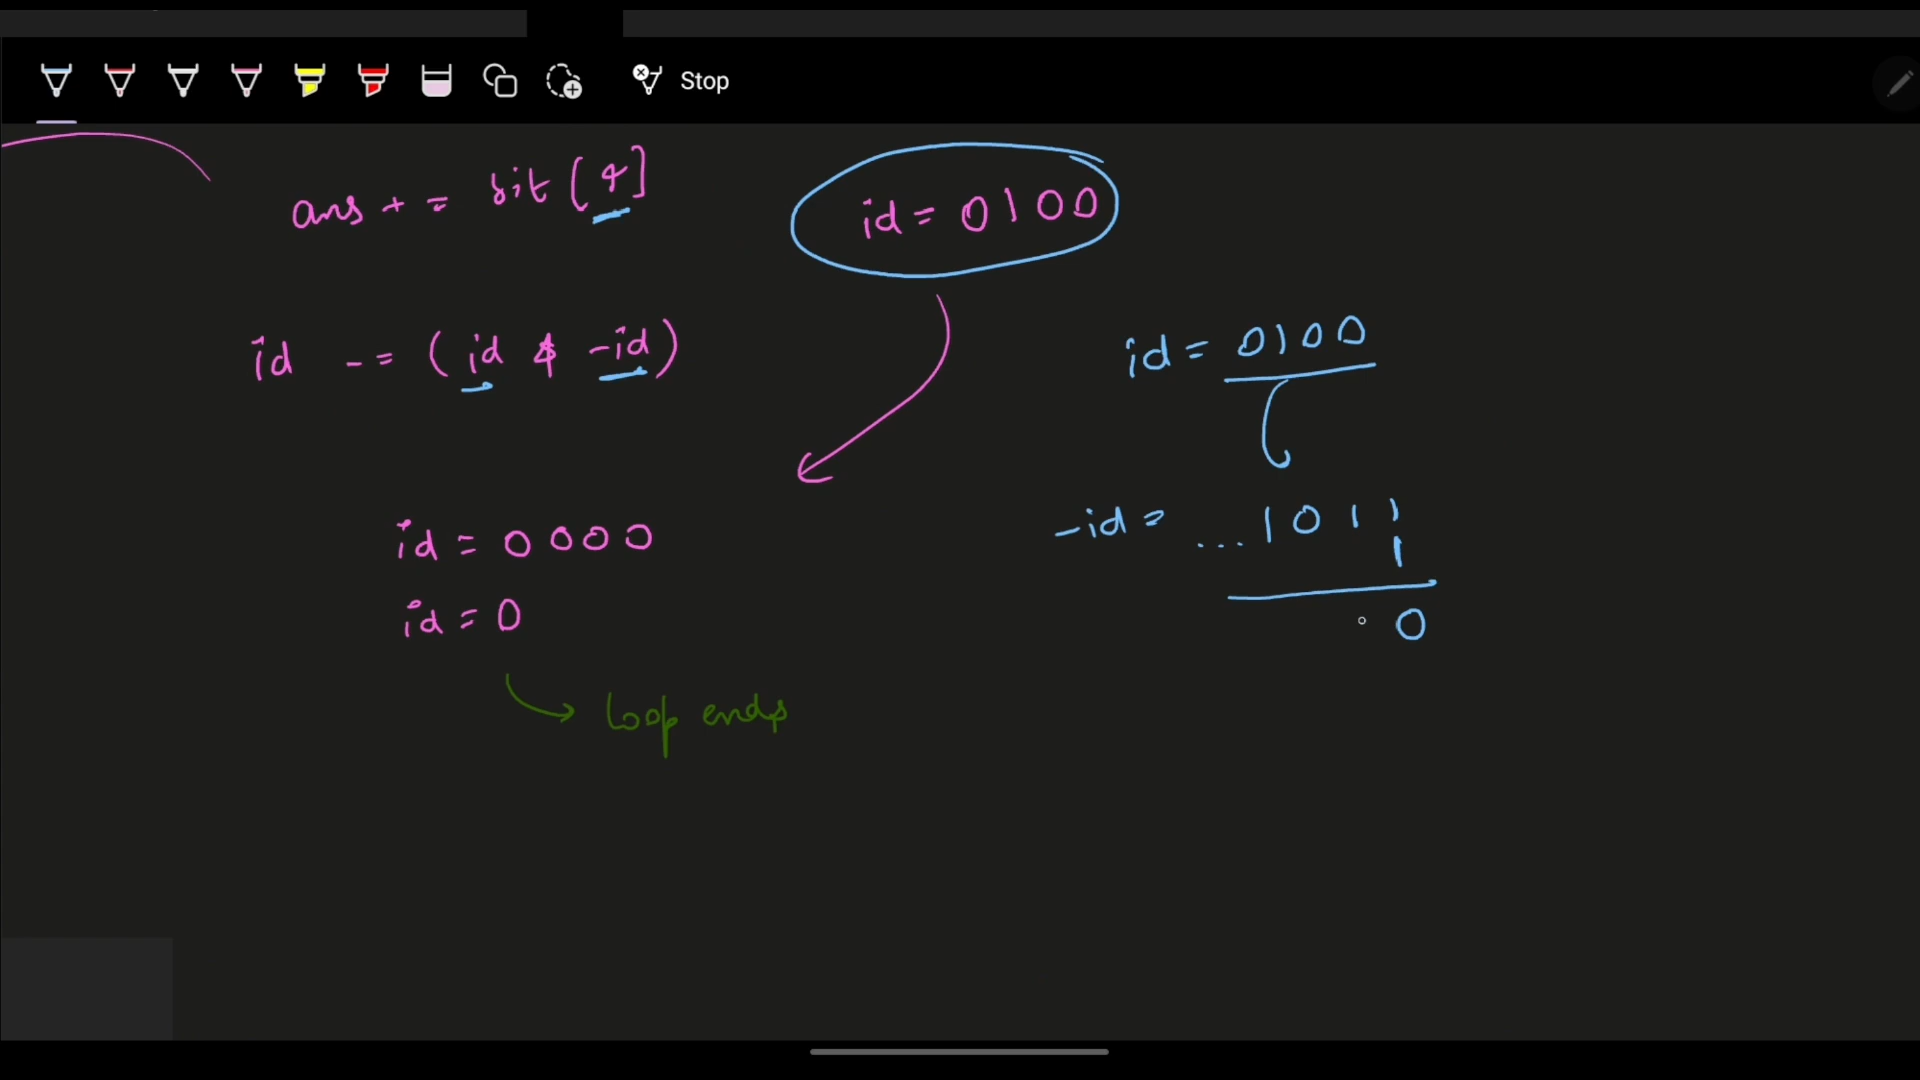 Stop
ans += bit[4]
id = 0100
id -= (id & -id)
id = 0100
-id = ...1011
1
0
id = 0000
id = 0
loop ends